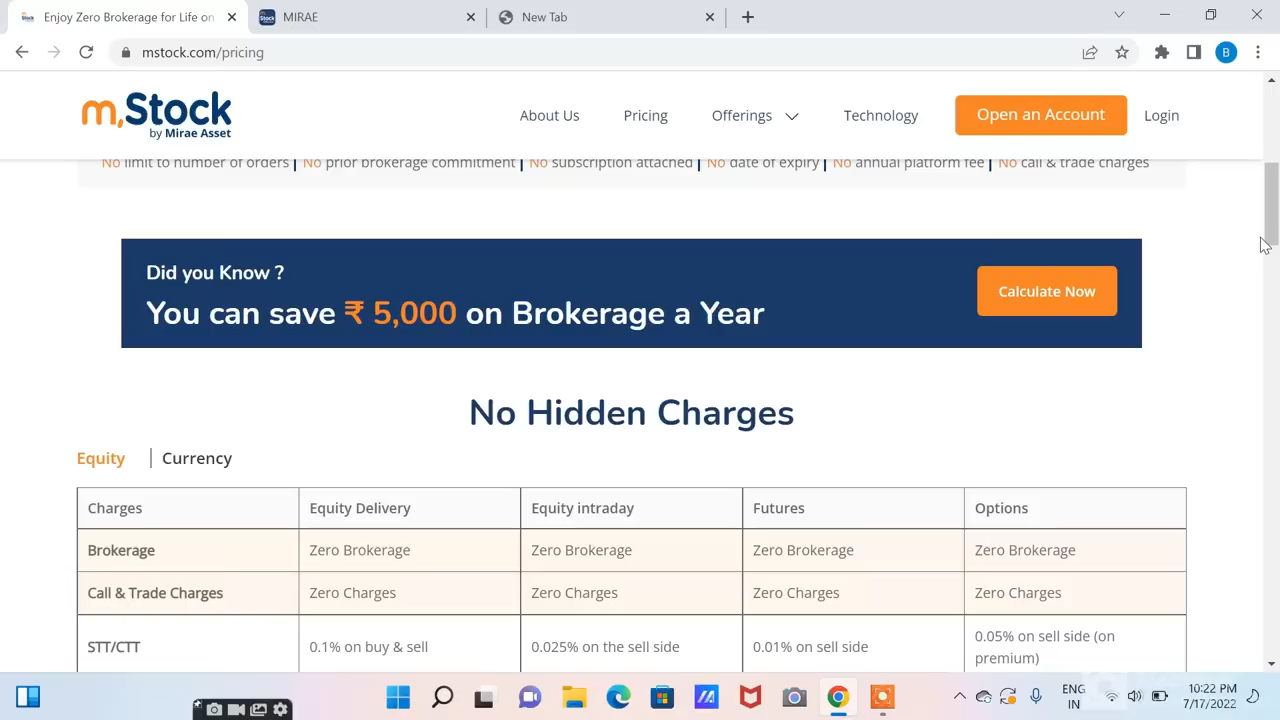 Enjoy Zero Brokerage for Life on
MIRAE
New Tab
mstock.com/pricing
B
m.Stock
by Mirae Asset
About Us
Pricing
Offerings
Technology
Open an Account
Login
No limit to number of orders | No prior brokerage commitment | No subscription attached | No date of expiry | No annual platform fee | No call & trade charges
Did you Know ?
You can save ₹ 5,000 on Brokerage a Year
Calculate Now
No Hidden Charges
Equity | Currency
Charges Equity Delivery Equity intraday Futures Options
Brokerage Zero Brokerage Zero Brokerage Zero Brokerage Zero Brokerage
Call & Trade Charges Zero Charges Zero Charges Zero Charges Zero Charges
STT/CTT 0.1% on buy & sell 0.025% on the sell side 0.01% on sell side 0.05% on sell side (on
premium)
ENG
IN
10:22 PM
7/17/2022